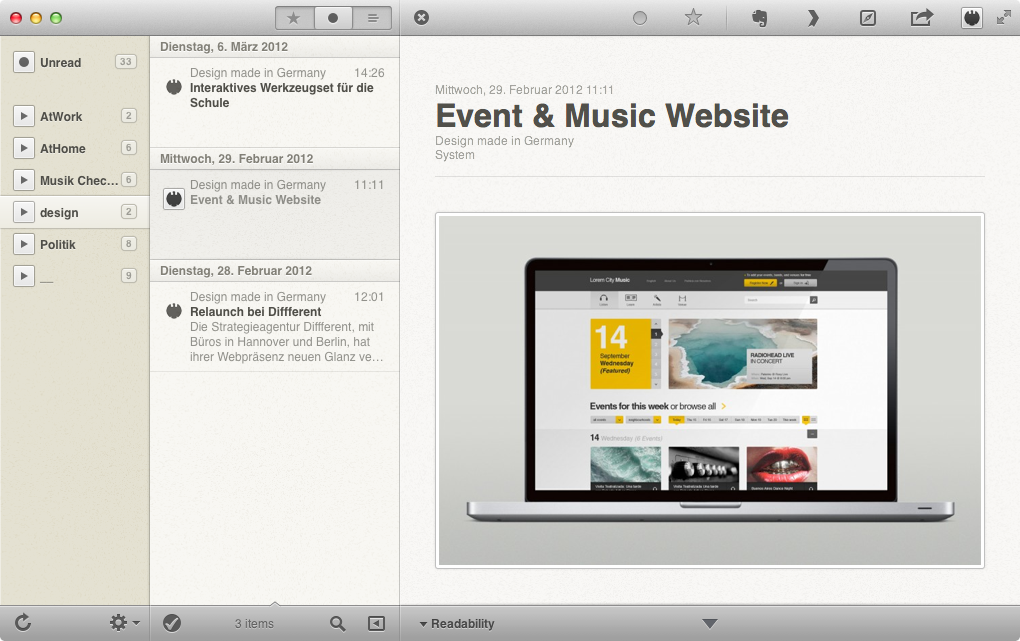 Unread 33
AtWork 2
AtHome 6
Musik Chec... 6
design 2
Politik 8
__ 9
Dienstag, 6. März 2012
Design made in Germany 14:26
Interaktives Werkzeugset für die
Schule
Mittwoch, 29. Februar 2012
Design made in Germany 11:11
Event & Music Website
Dienstag, 28. Februar 2012
Design made in Germany 12:01
Relaunch bei Diffferent
Die Strategieagentur Diffferent, mit
Büros in Hannover und Berlin, hat
ihrer Webpräsenz neuen Glanz ve...
3 items
Mittwoch, 29. Februar 2012 11:11
Event & Music Website
Design made in Germany
System
Lorem City Music
14
September
Wednesday
(Featured)
RADIOHEAD LIVE
IN CONCERT
Events for this week or browse all
14 Wednesday (6 Events)
Readability